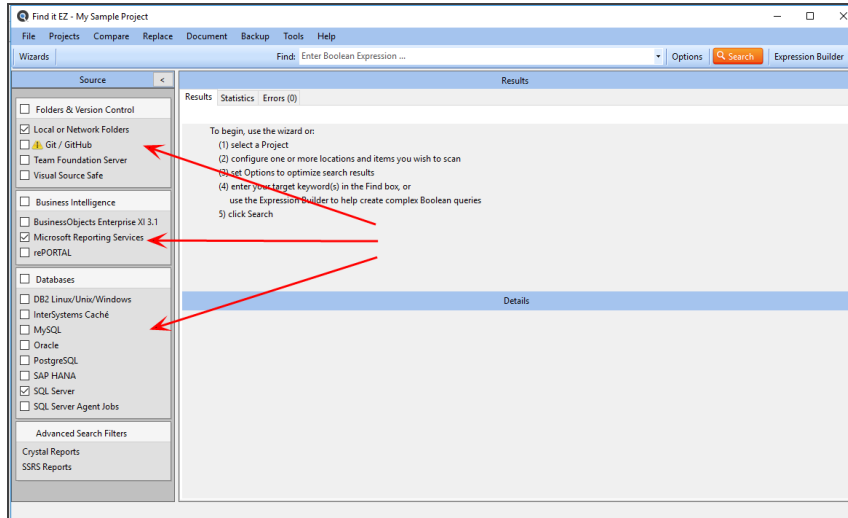 Find it EZ - My Sample Project
File Projects Compare Replace Document Backup Tools Help
Wizards Find: Enter Boolean Expression ... Options Search Expression Builder
Source <
Folders & Version Control
Local or Network Folders
Git / GitHub
Team Foundation Server
Visual Source Safe
Business Intelligence
BusinessObjects Enterprise XI 3.1
Microsoft Reporting Services
rePORTAL
Databases
DB2 Linux/Unix/Windows
InterSystems Caché
MySQL
Oracle
PostgreSQL
SAP HANA
SQL Server
SQL Server Agent Jobs
Advanced Search Filters
Crystal Reports
SSRS Reports
Results
Results Statistics Errors (0)
To begin, use the wizard or:
(1) select a Project
(2) configure one or more locations and items you wish to scan
(3) set Options to optimize search results
(4) enter your target keyword(s) in the Find box, or
use the Expression Builder to help create complex Boolean queries
5) click Search
Details